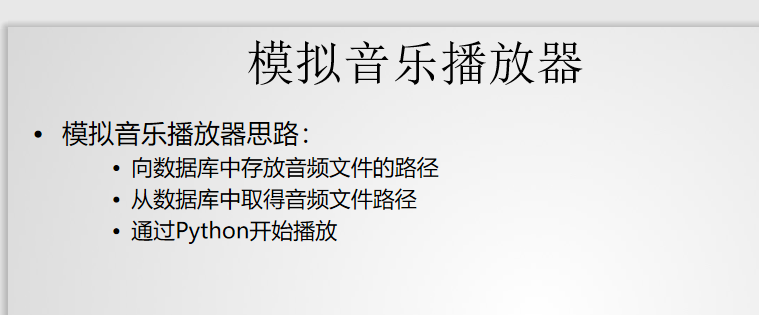 模拟音乐播放器
• 模拟音乐播放器思路：
• 向数据库中存放音频文件的路径
• 从数据库中取得音频文件路径
• 通过Python开始播放